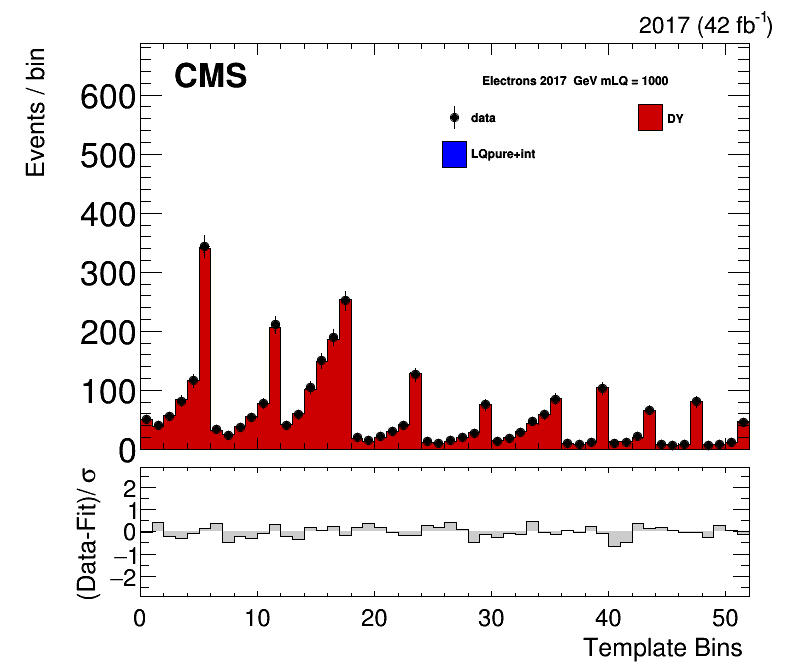 2017 (42 fb-1)
CMS
Electrons 2017 GeV mLQ = 1000
data
DY
LQpure+int
Events / bin
600
500
400
300
200
100
0
(Data-Fit)/ σ
2
1
0
−1
−2
0 10 20 30 40 50
Template Bins